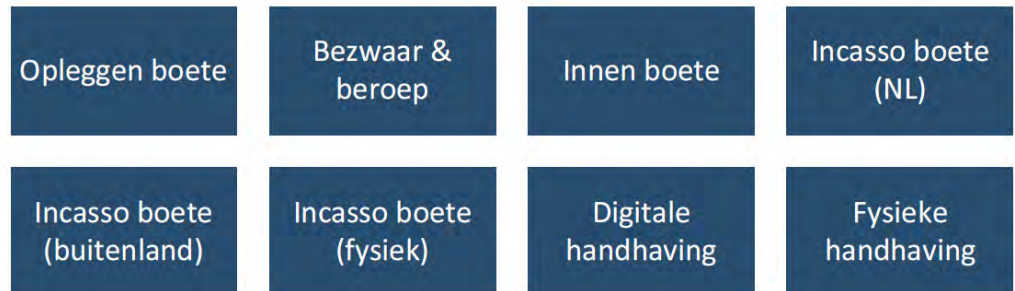 Opleggen boete
Bezwaar &
beroep
Innen boete
Incasso boete
(NL)
Incasso boete
(buitenland)
Incasso boete
(fysiek)
Digitale
handhaving
Fysieke
handhaving